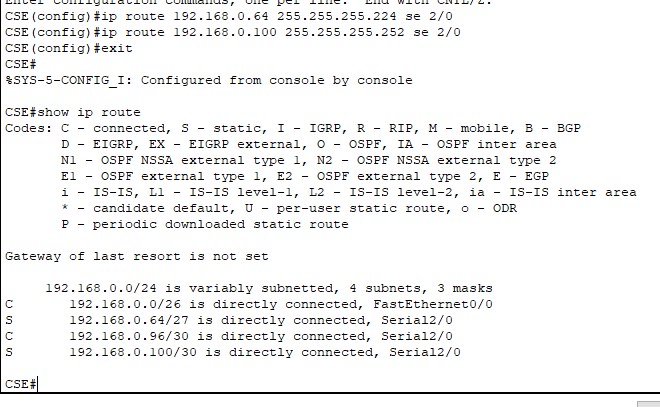 Enter configuration commands, one per line.  End with CNTL/Z.
CSE(config)#ip route 192.168.0.64 255.255.255.224 se 2/0
CSE(config)#ip route 192.168.0.100 255.255.255.252 se 2/0
CSE(config)#exit
CSE#
%SYS-5-CONFIG_I: Configured from console by console

CSE#show ip route
Codes: C - connected, S - static, I - IGRP, R - RIP, M - mobile, B - BGP
       D - EIGRP, EX - EIGRP external, O - OSPF, IA - OSPF inter area
       N1 - OSPF NSSA external type 1, N2 - OSPF NSSA external type 2
       E1 - OSPF external type 1, E2 - OSPF external type 2, E - EGP
       i - IS-IS, L1 - IS-IS level-1, L2 - IS-IS level-2, ia - IS-IS inter area
       * - candidate default, U - per-user static route, o - ODR
       P - periodic downloaded static route

Gateway of last resort is not set

     192.168.0.0/24 is variably subnetted, 4 subnets, 3 masks
C       192.168.0.0/26 is directly connected, FastEthernet0/0
S       192.168.0.64/27 is directly connected, Serial2/0
C       192.168.0.96/30 is directly connected, Serial2/0
S       192.168.0.100/30 is directly connected, Serial2/0

CSE#